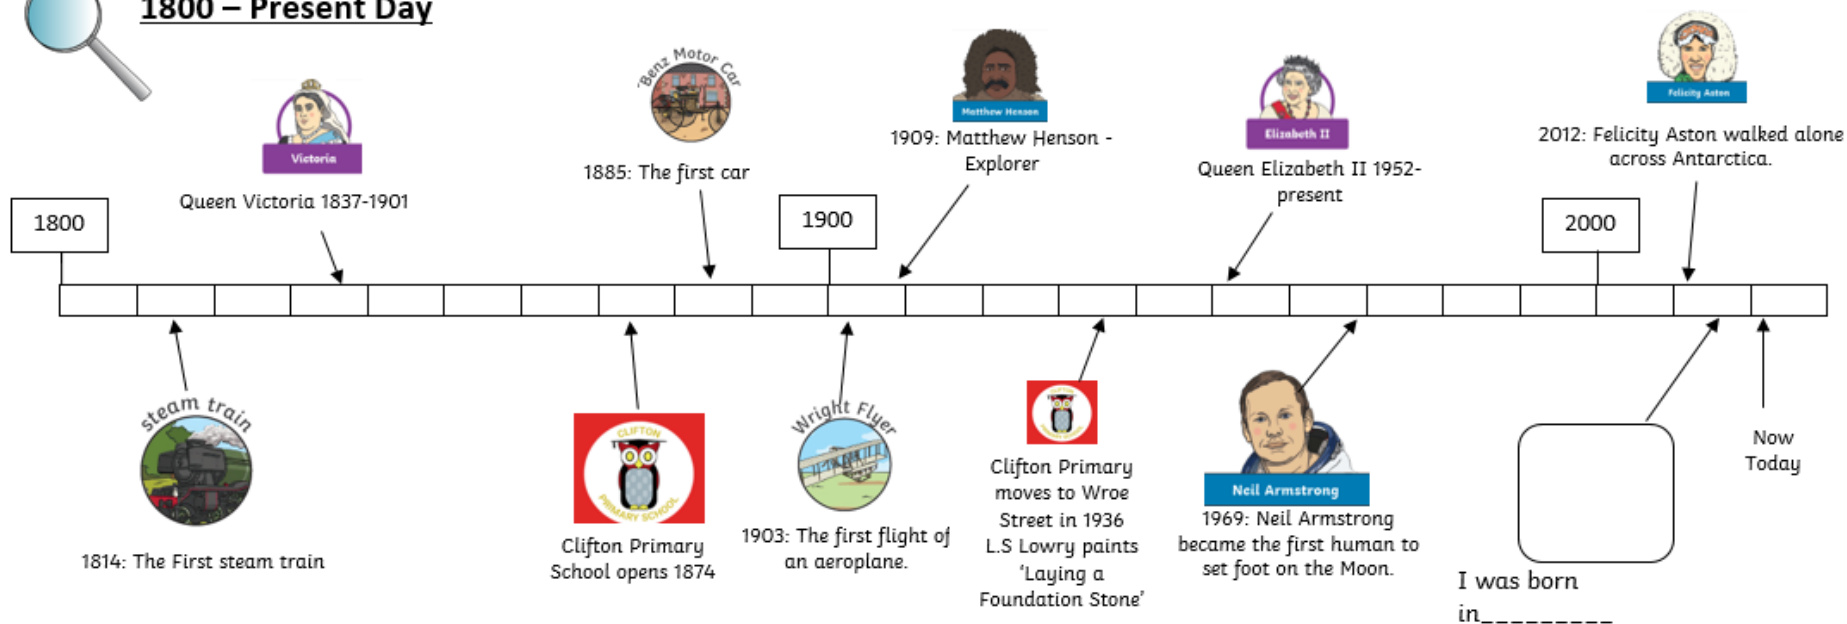 1800 – Present Day
Benz Motor Car
Matthew Henson
Elizabeth II
Felicity Aston
Victoria
1885: The first car
1909: Matthew Henson -
Explorer
Queen Elizabeth II 1952-
present
2012: Felicity Aston walked alone
across Antarctica.
Queen Victoria 1837-1901
1800
1900
2000
steam train
1814: The First steam train
CLIFTON
PRIMARY SCHOOL
Clifton Primary
School opens 1874
Wright Flyer
1903: The first flight of
an aeroplane.
CLIFTON
PRIMARY SCHOOL
Clifton Primary
moves to Wroe
Street in 1936
L.S Lowry paints
‘Laying a
Foundation Stone’
Neil Armstrong
1969: Neil Armstrong
became the first human to
set foot on the Moon.
I was born
in_________
Now
Today